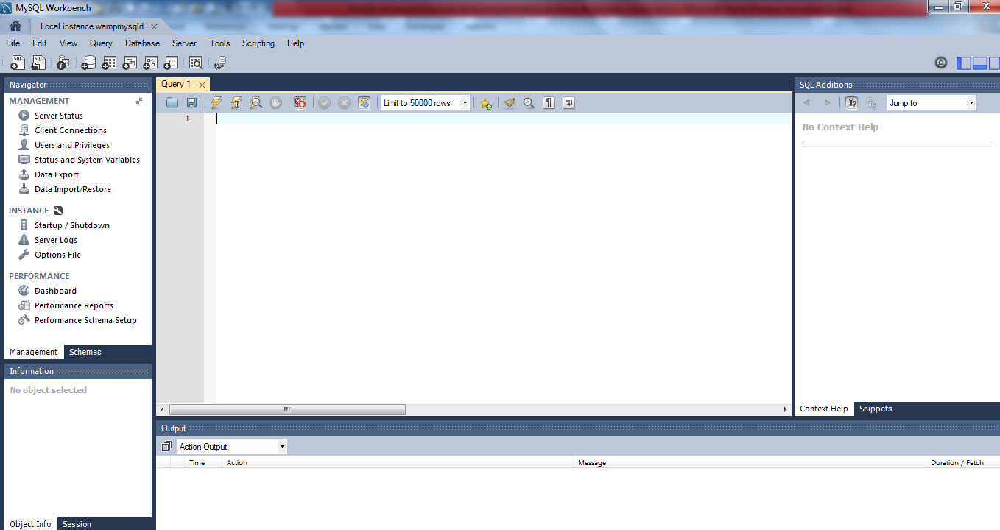 MySQL Workbench
Local instance wampmysqld
File Edit View Query Database Server Tools Scripting Help
Navigator
MANAGEMENT
Server Status
Client Connections
Users and Privileges
Status and System Variables
Data Export
Data Import/Restore
INSTANCE
Startup / Shutdown
Server Logs
Options File
PERFORMANCE
Dashboard
Performance Reports
Performance Schema Setup
Management Schemas
Information
No object selected
Object Info Session
Query 1
Limit to 50000 rows
1
SQL Additions
Jump to
No Context Help
Context Help Snippets
Output
Action Output
Time Action Message Duration / Fetch